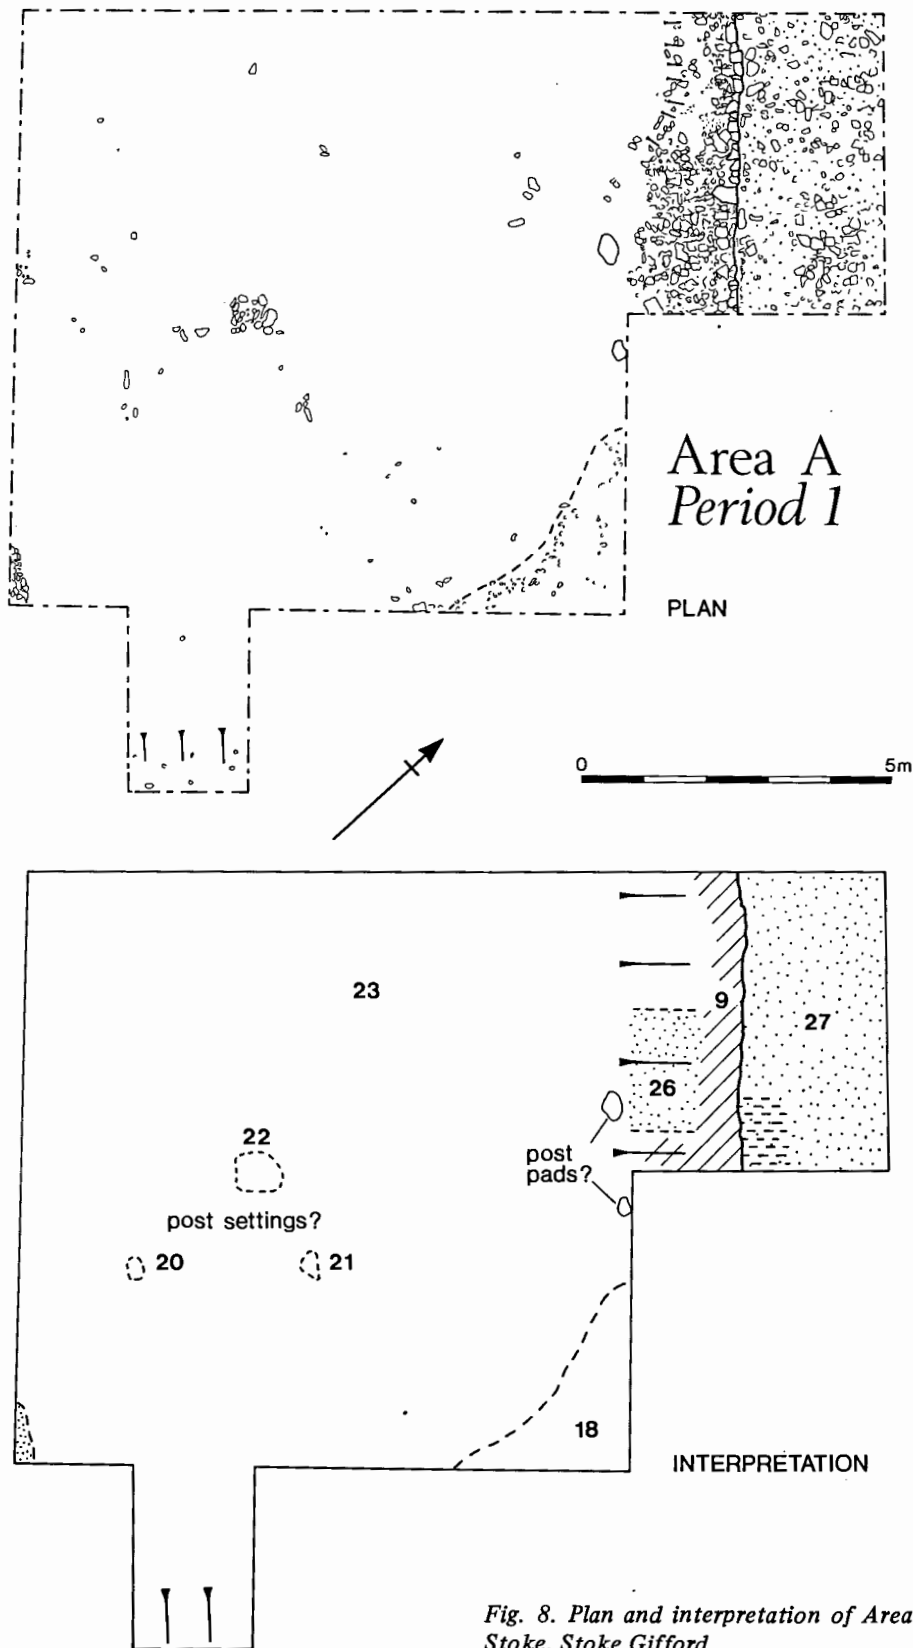 Area A
Period 1
PLAN
0 5m
23
9
27
26
22
post
pads?
post settings?
20
21
18
INTERPRETATION
Fig. 8. Plan and interpretation of Area
Stoke, Stoke Gifford